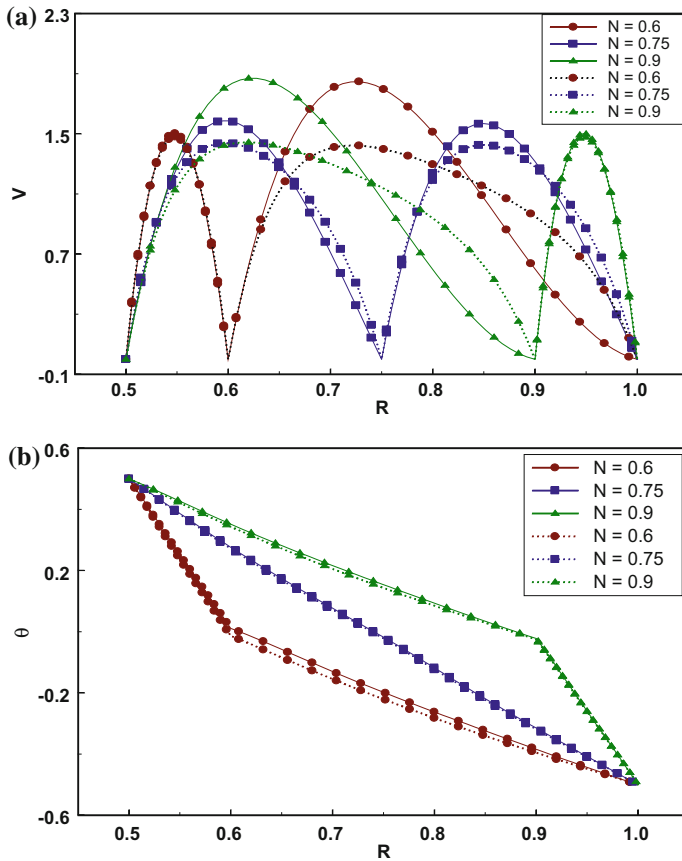 (a)
2.3
1.5
0.7
-0.1
V
0.5 0.6 0.7 0.8 0.9 1.0
R
N = 0.6
N = 0.75
N = 0.9
N = 0.6
N = 0.75
N = 0.9
(b)
0.6
0.2
-0.2
-0.6
θ
0.5 0.6 0.7 0.8 0.9 1.0
R
N = 0.6
N = 0.75
N = 0.9
N = 0.6
N = 0.75
N = 0.9